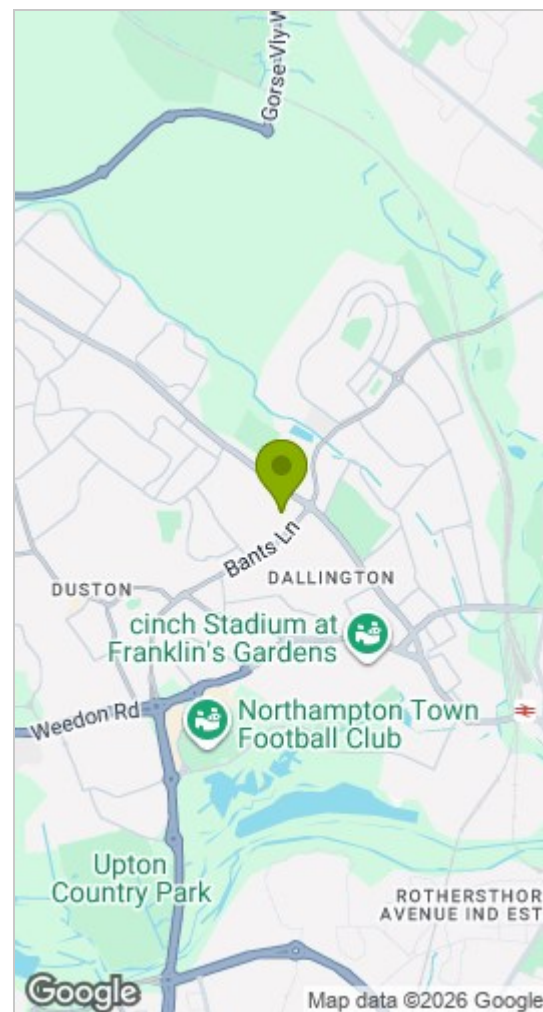 Gorse Vly W
Bants Ln
DUSTON
DALLINGTON
cinch Stadium at
Franklin's Gardens
Weedon Rd
Northampton Town
Football Club
Upton
Country Park
ROTHERSTHOR
AVENUE IND EST
Google
Map data ©2026 Google